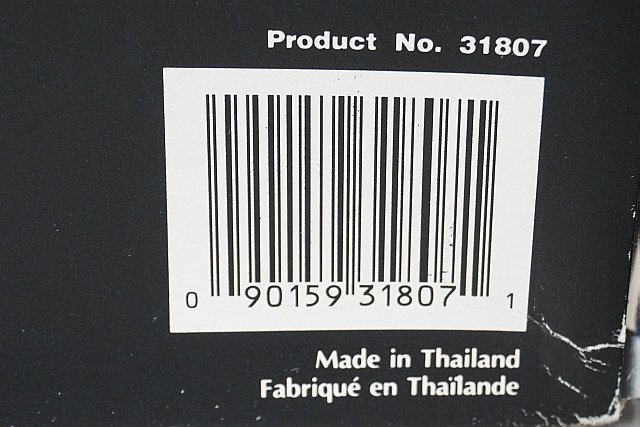 Product No. 31807
0 90159 31807 1
Made in Thailand
Fabriqué en Thaïlande